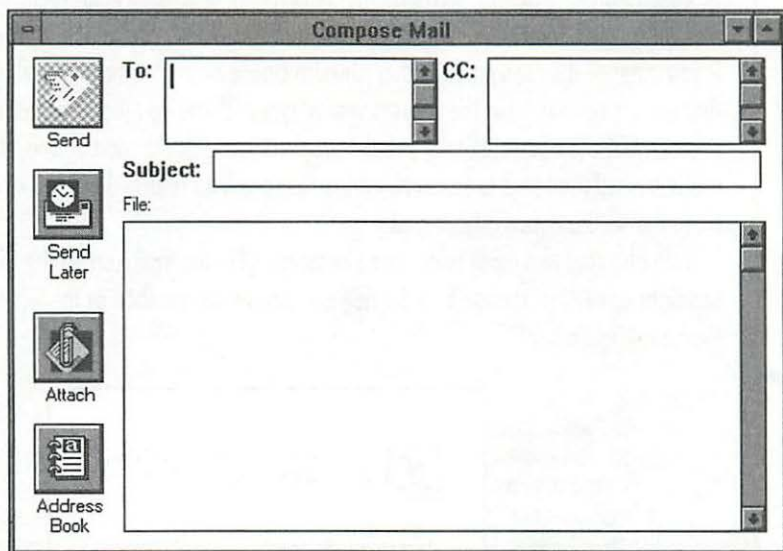 Compose Mail
To:
CC:
Send
Subject:
File:
Send
Later
Attach
a
Address
Book